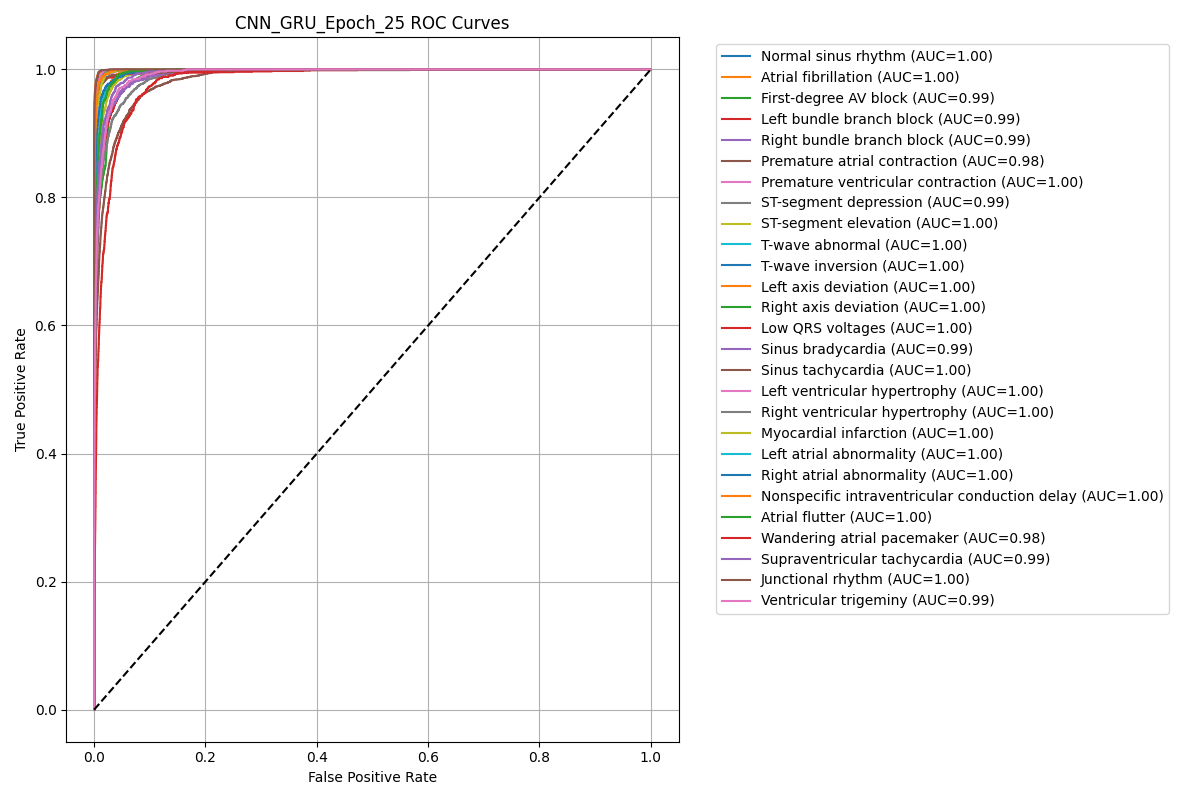 CNN_GRU_Epoch_25 ROC Curves
True Positive Rate
1.0
0.8
0.6
0.4
0.2
0.0
0.0 0.2 0.4 0.6 0.8 1.0
False Positive Rate
Normal sinus rhythm (AUC=1.00)
Atrial fibrillation (AUC=1.00)
First-degree AV block (AUC=0.99)
Left bundle branch block (AUC=0.99)
Right bundle branch block (AUC=0.99)
Premature atrial contraction (AUC=0.98)
Premature ventricular contraction (AUC=1.00)
ST-segment depression (AUC=0.99)
ST-segment elevation (AUC=1.00)
T-wave abnormal (AUC=1.00)
T-wave inversion (AUC=1.00)
Left axis deviation (AUC=1.00)
Right axis deviation (AUC=1.00)
Low QRS voltages (AUC=1.00)
Sinus bradycardia (AUC=0.99)
Sinus tachycardia (AUC=1.00)
Left ventricular hypertrophy (AUC=1.00)
Right ventricular hypertrophy (AUC=1.00)
Myocardial infarction (AUC=1.00)
Left atrial abnormality (AUC=1.00)
Right atrial abnormality (AUC=1.00)
Nonspecific intraventricular conduction delay (AUC=1.00)
Atrial flutter (AUC=1.00)
Wandering atrial pacemaker (AUC=0.98)
Supraventricular tachycardia (AUC=0.99)
Junctional rhythm (AUC=1.00)
Ventricular trigeminy (AUC=0.99)